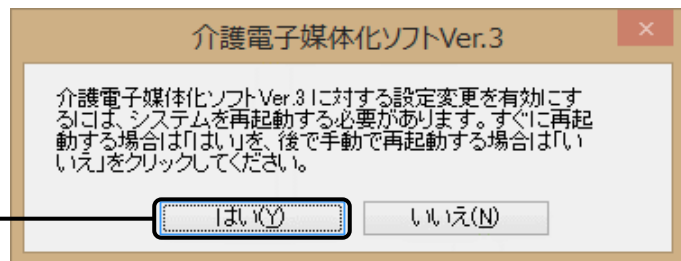 介護電子媒体化ソフトVer.3
介護電子媒体化ソフトVer.3 に対する設定変更を有効にす
るには、システムを再起動する必要があります。すぐに再起
動する場合は「はい」を、後で手動で再起動する場合は「い
いえ」をクリックしてください。
はい(Y)
いいえ(N)